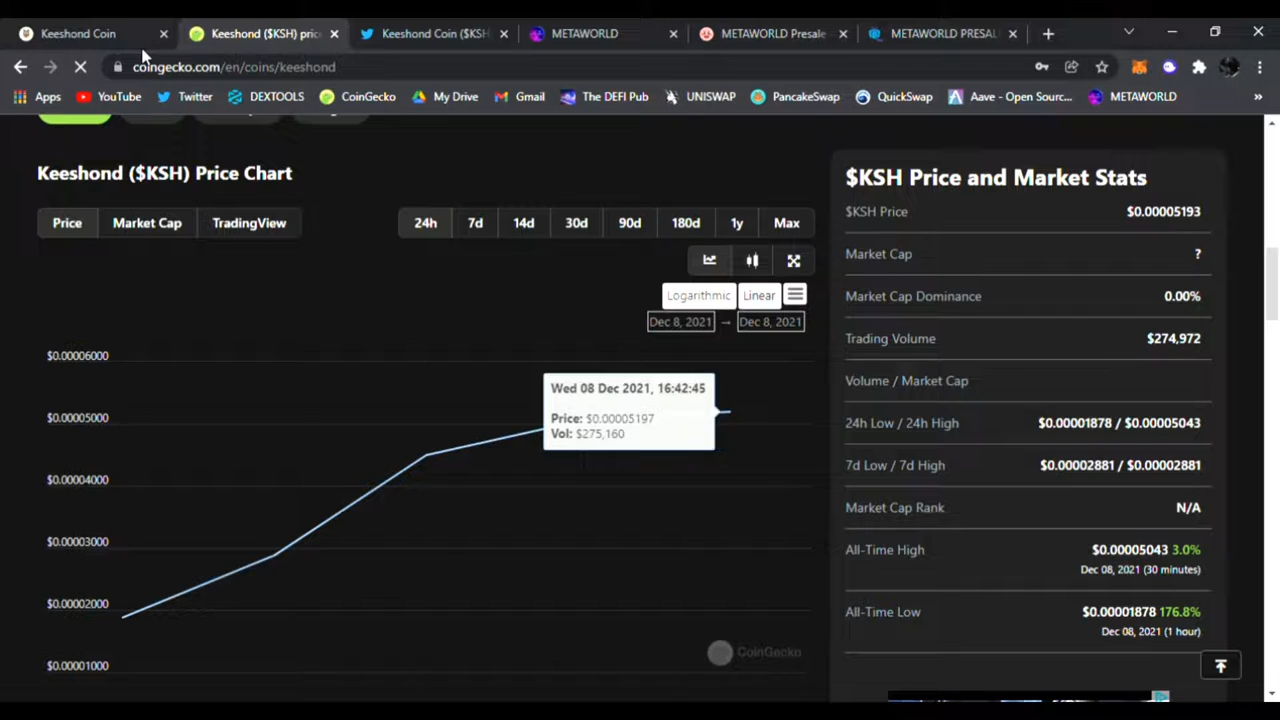 Keeshond Coin
Keeshond ($KSH) pric
Keeshond Coin ($KSH
METAWORLD
METAWORLD Presale
METAWORLD PRESAL
coingecko.com/en/coins/keeshond
Apps
YouTube
Twitter
DEXTOOLS
CoinGecko
My Drive
Gmail
The DEFI Pub
UNISWAP
PancakeSwap
QuickSwap
Aave - Open Sourc...
METAWORLD
»
Keeshond ($KSH) Price Chart
Price
Market Cap
TradingView
24h
7d
14d
30d
90d
180d
1y
Max
Logarithmic
Linear
Dec 8, 2021 → Dec 8, 2021
$0.00006000
$0.00005000
$0.00004000
$0.00003000
$0.00002000
$0.00001000
Wed 08 Dec 2021, 16:42:45
Price: $0.00005197
Vol: $275,160
CoinGecko
$KSH Price and Market Stats
$KSH Price $0.00005193
Market Cap ?
Market Cap Dominance 0.00%
Trading Volume $274,972
Volume / Market Cap
24h Low / 24h High $0.00001878 / $0.00005043
7d Low / 7d High $0.00002881 / $0.00002881
Market Cap Rank N/A
All-Time High $0.00005043 3.0%
Dec 08, 2021 (30 minutes)
All-Time Low $0.00001878 176.8%
Dec 08, 2021 (1 hour)